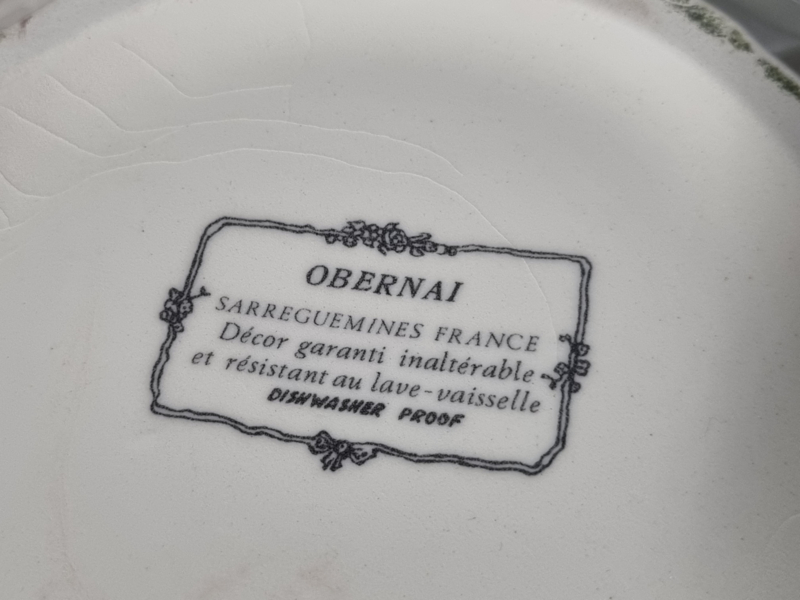 OBERNAI
SARREGUEMINES FRANCE
Décor garanti inaltérable
et résistant au lave-vaisselle
DISHWASHER PROOF